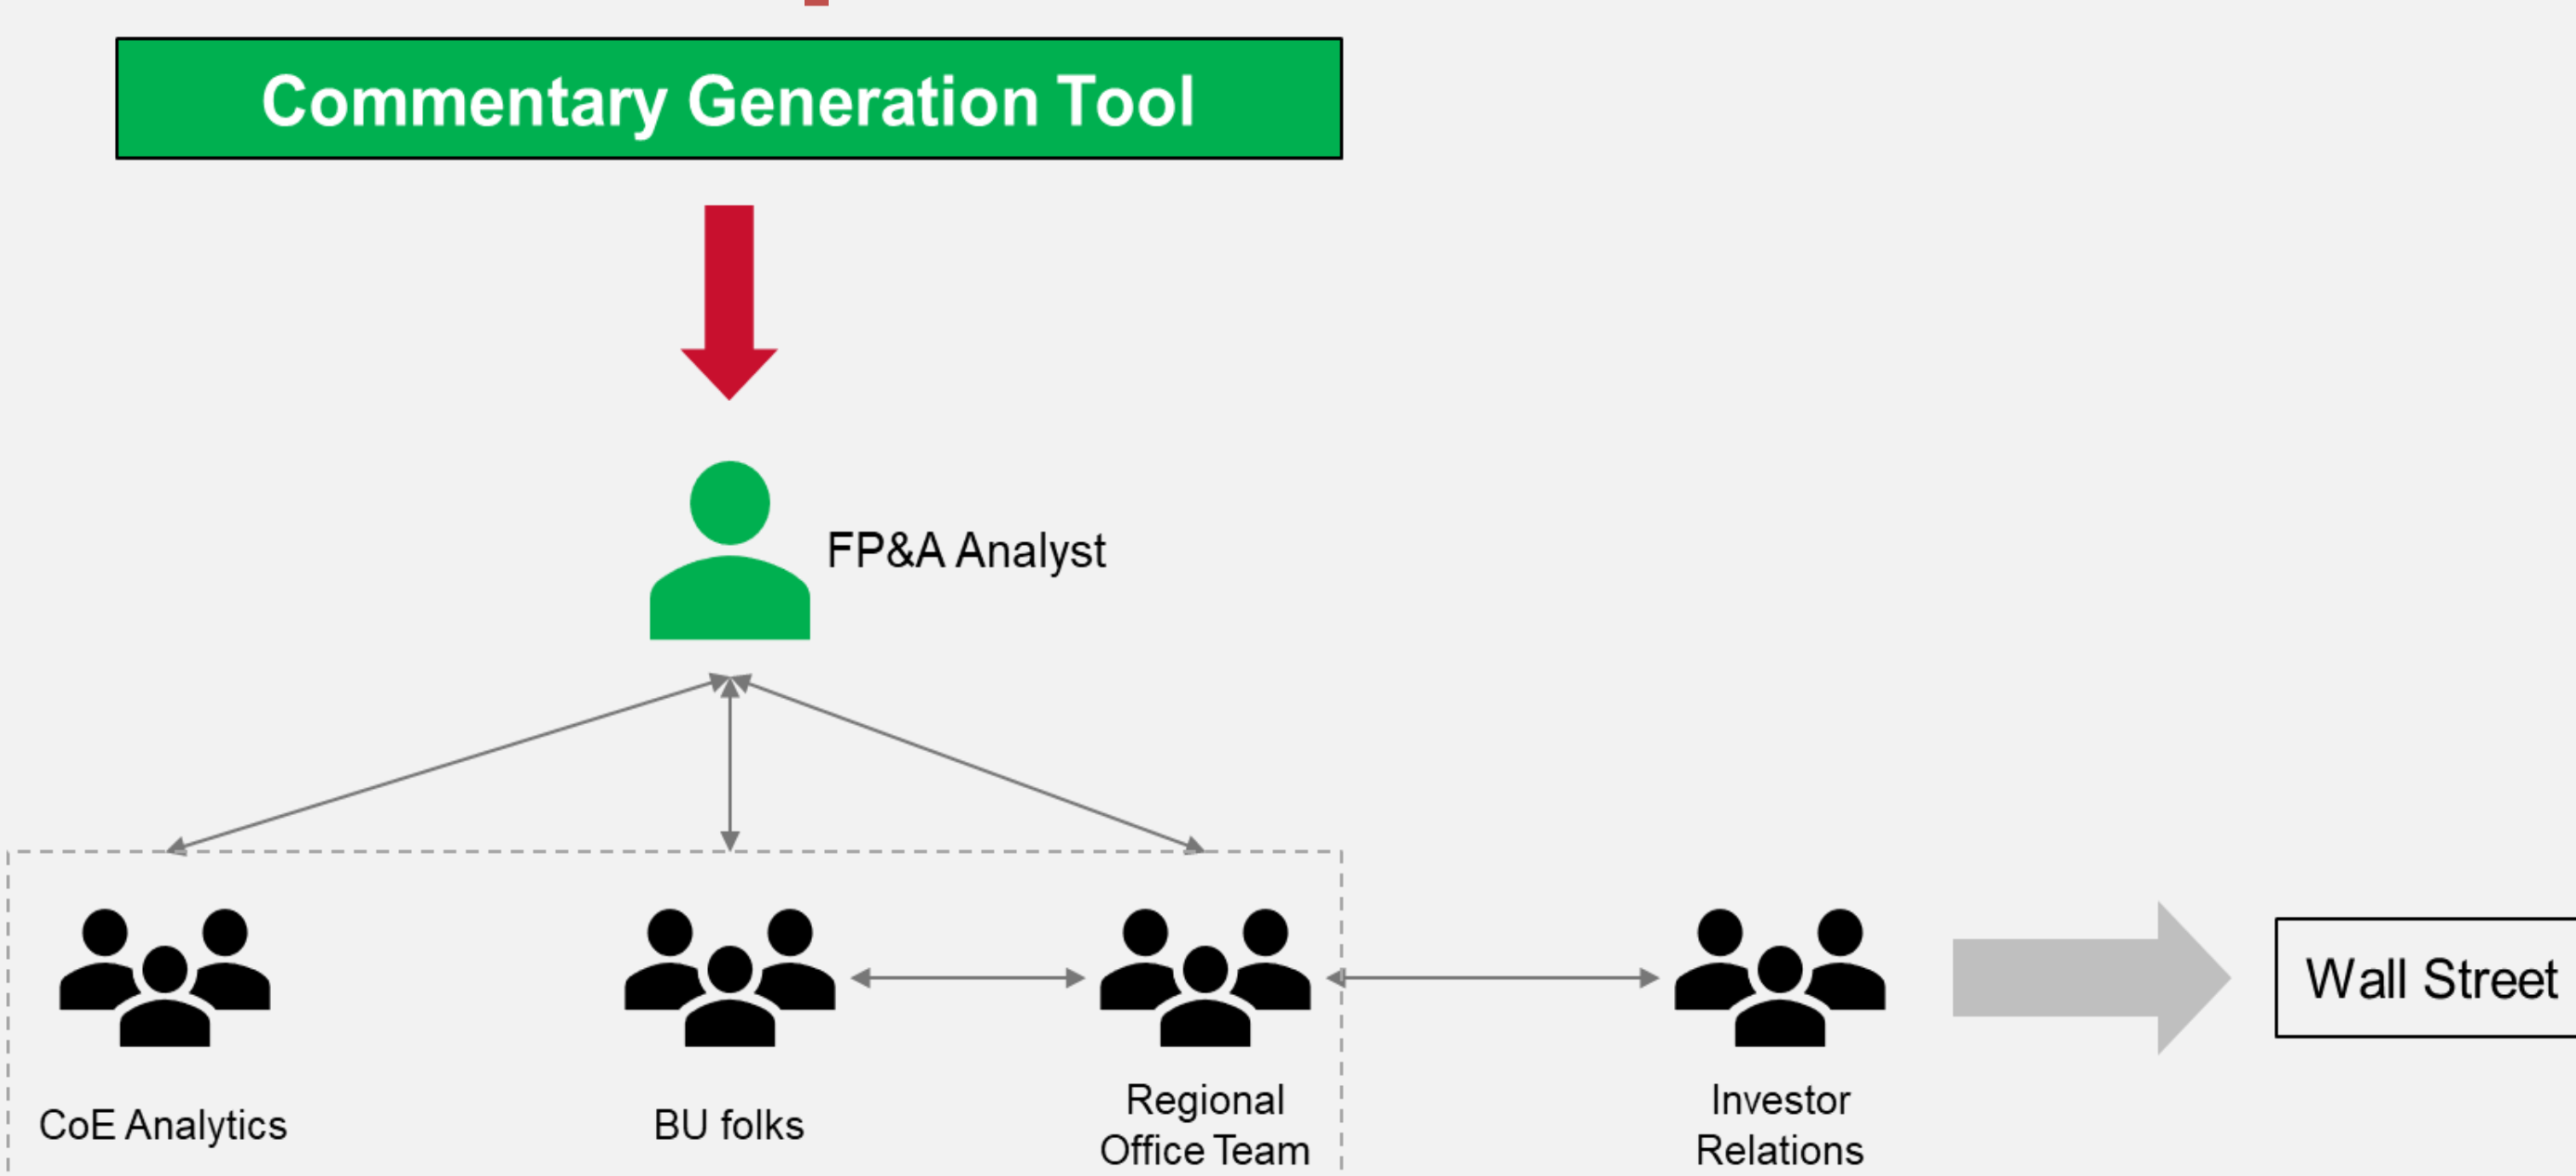 Commentary Generation Tool
FP&A Analyst
CoE Analytics
BU folks
Regional
Office Team
Investor
Relations
Wall Street